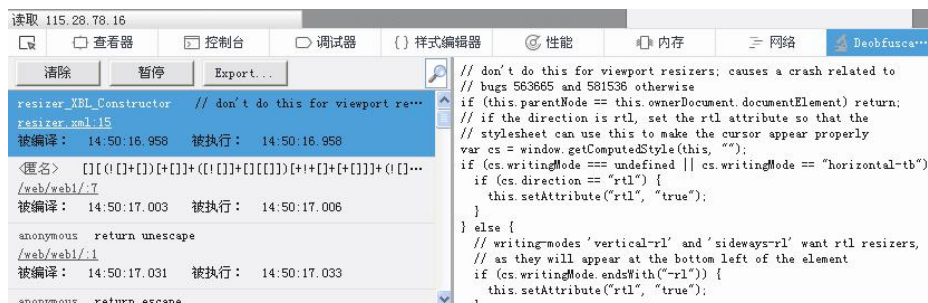 读取 115.28.78.16
查看器 控制台 调试器 {} 样式编辑器 性能 内存 网络 Deobfusca…
清除 暂停 Export...
resizer_XBL_Constructor // don't do this for viewport re…
resizer.xml:15
被编译： 14:50:16.958 被执行： 14:50:16.958
<匿名> [][(![]+[])[+[]]+([![]]+[][[]])[+!+[]+[+[]]]+(![]…
/web/web1/:7
被编译： 14:50:17.003 被执行： 14:50:17.006
anonymous return unescape
/web/web1/:1
被编译： 14:50:17.031 被执行： 14:50:17.033
anonymous return escape
// don't do this for viewport resizers; causes a crash related to
// bugs 563665 and 581536 otherwise
if (this.parentNode == this.ownerDocument.documentElement) return;
// if the direction is rtl, set the rtl attribute so that the
// stylesheet can use this to make the cursor appear properly
var cs = window.getComputedStyle(this, "");
if (cs.writingMode === undefined || cs.writingMode == "horizontal-tb")
if (cs.direction == "rtl") {
this.setAttribute("rtl", "true");
}
} else {
// writing-modes 'vertical-rl' and 'sideways-rl' want rtl resizers,
// as they will appear at the bottom left of the element
if (cs.writingMode.endsWith("-rl")) {
this.setAttribute("rtl", "true");